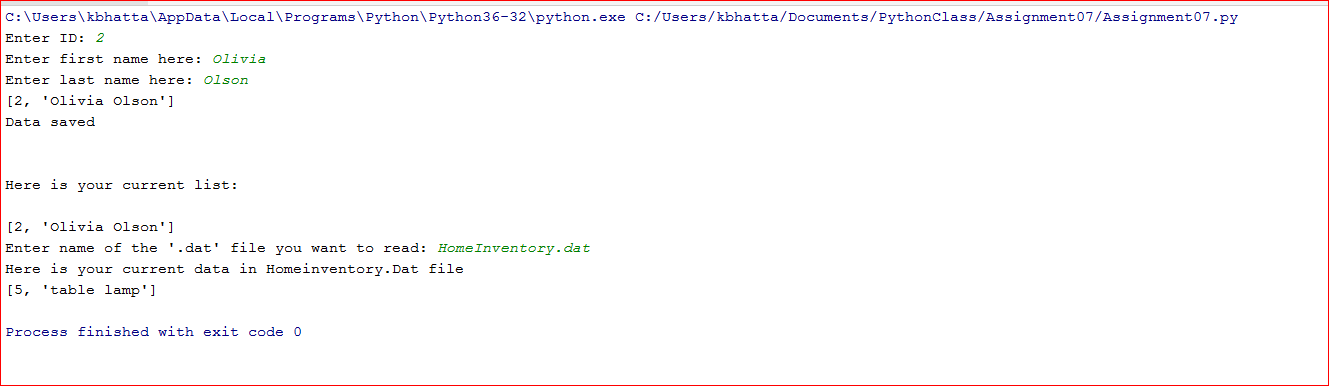 C:\Users\kbhatta\AppData\Local\Programs\Python\Python36-32\python.exe C:/Users/kbhatta/Documents/PythonClass/Assignment07/Assignment07.py
Enter ID: 2
Enter first name here: Olivia
Enter last name here: Olson
[2, 'Olivia Olson']
Data saved
Here is your current list:
[2, 'Olivia Olson']
Enter name of the '.dat' file you want to read: HomeInventory.dat
Here is your current data in Homeinventory.Dat file
[5, 'table lamp']
Process finished with exit code 0